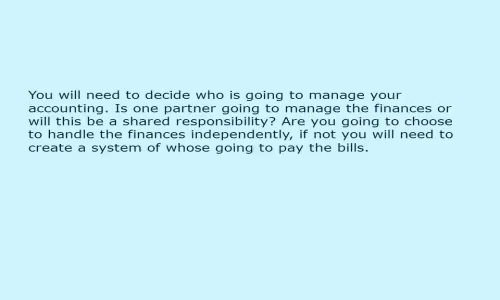 You will need to decide who is going to manage your
accounting. Is one partner going to manage the finances or
will this be a shared responsibility? Are you going to choose
to handle the finances independently, if not you will need to
create a system of whose going to pay the bills.